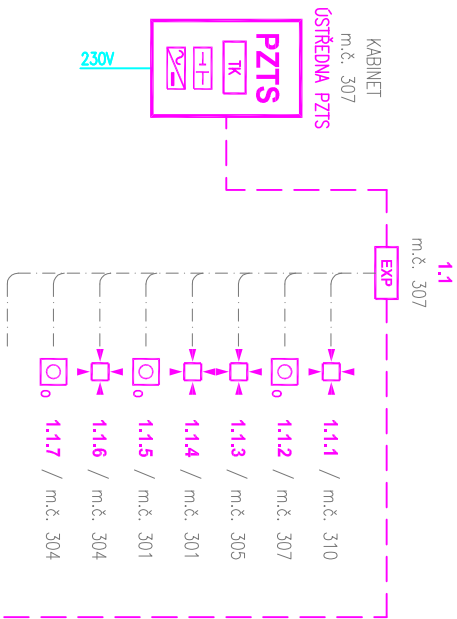 KABINET
m.č. 307
ÚSTŘEDNA PZTS
PZTS
TK
230V
1.1
m.č. 307
EXP
1.1.1 / m.č. 310
1.1.2 / m.č. 307
1.1.3 / m.č. 305
1.1.4 / m.č. 301
1.1.5 / m.č. 301
1.1.6 / m.č. 304
1.1.7 / m.č. 304